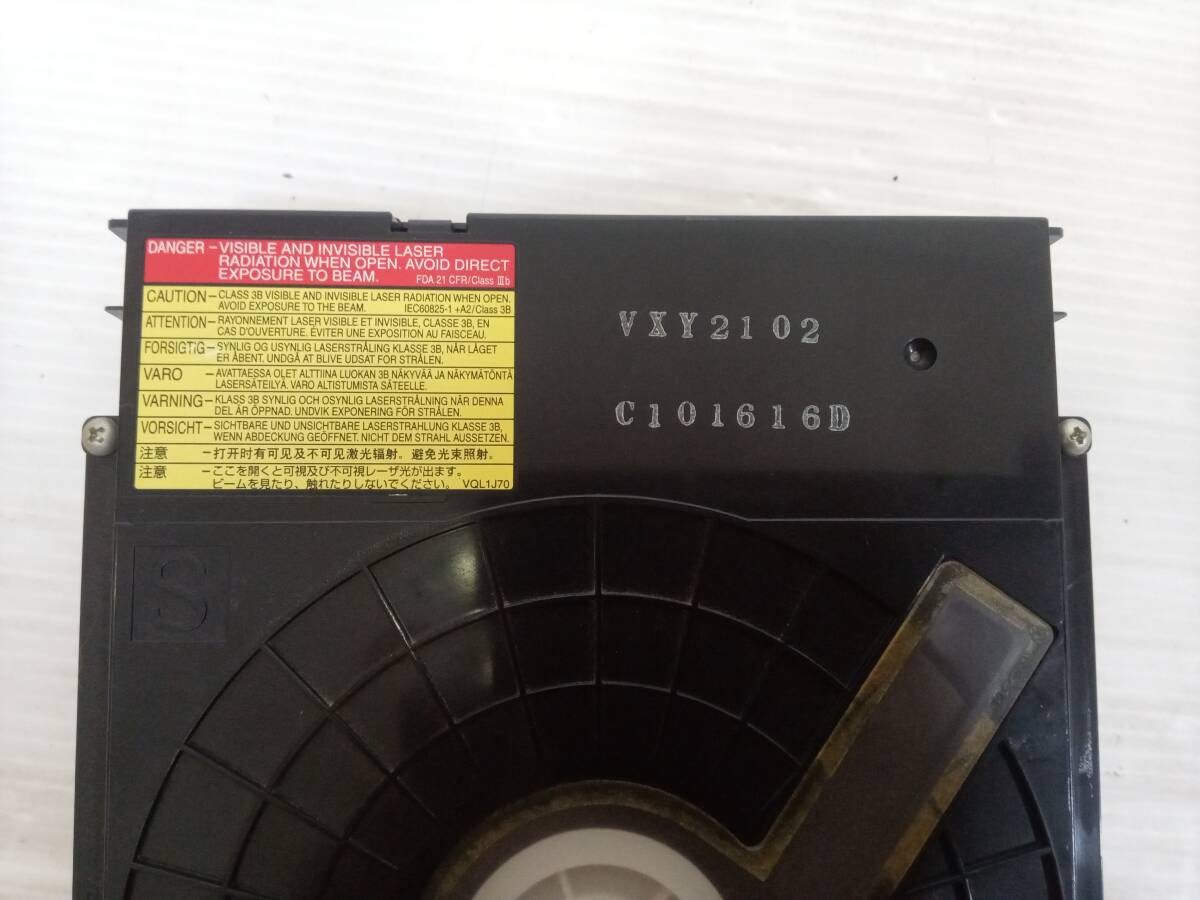 DANGER – VISIBLE AND INVISIBLE LASER
RADIATION WHEN OPEN. AVOID DIRECT
EXPOSURE TO BEAM. FDA 21 CFR/Class Ⅲb
CAUTION – CLASS 3B VISIBLE AND INVISIBLE LASER RADIATION WHEN OPEN.
AVOID EXPOSURE TO THE BEAM. IEC60825-1 +A2/Class 3B
ATTENTION – RAYONNEMENT LASER VISIBLE ET INVISIBLE, CLASSE 3B, EN
CAS D'OUVERTURE. ÉVITER UNE EXPOSITION AU FAISCEAU.
FORSIGTIG – SYNLIG OG USYNLIG LASERSTRÅLING KLASSE 3B, NÅR LÅGET
ER ÅBENT. UNDGÅ AT BLIVE UDSAT FOR STRÅLEN.
VARO – AVATTAESSA OLET ALTTIINA LUOKAN 3B NÄKYVÄÄ JA NÄKYMÄTÖNTÄ
LASERSÄTEILYÄ. VARO ALTISTUMISTA SÄTEELLE.
VARNING – KLASS 3B SYNLIG OCH OSYNLIG LASERSTRÅLNING NÄR DENNA
DEL ÄR ÖPPNAD. UNDVIK EXPONERING FÖR STRÅLEN.
VORSICHT – SICHTBARE UND UNSICHTBARE LASERSTRAHLUNG KLASSE 3B,
WENN ABDECKUNG GEÖFFNET. NICHT DEM STRAHL AUSSETZEN.
注意 – 打开时有可见及不可见激光辐射。避免光束照射。
注意 – ここを開くと可視及び不可視レーザ光が出ます。
ビームを見たり、触れたりしないでください。 VQL1J70
VXY2102
C101616D
S